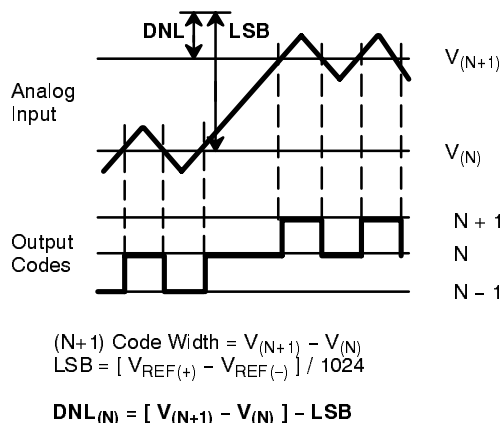 DNL LSB
V(N+1)
Analog
Input
V(N)
N + 1
Output
Codes
N
N – 1
(N+1) Code Width = V(N+1) – V(N)
LSB = [ VREF(+) – VREF(–) ] / 1024
DNL(N) = [ V(N+1) – V(N) ] – LSB